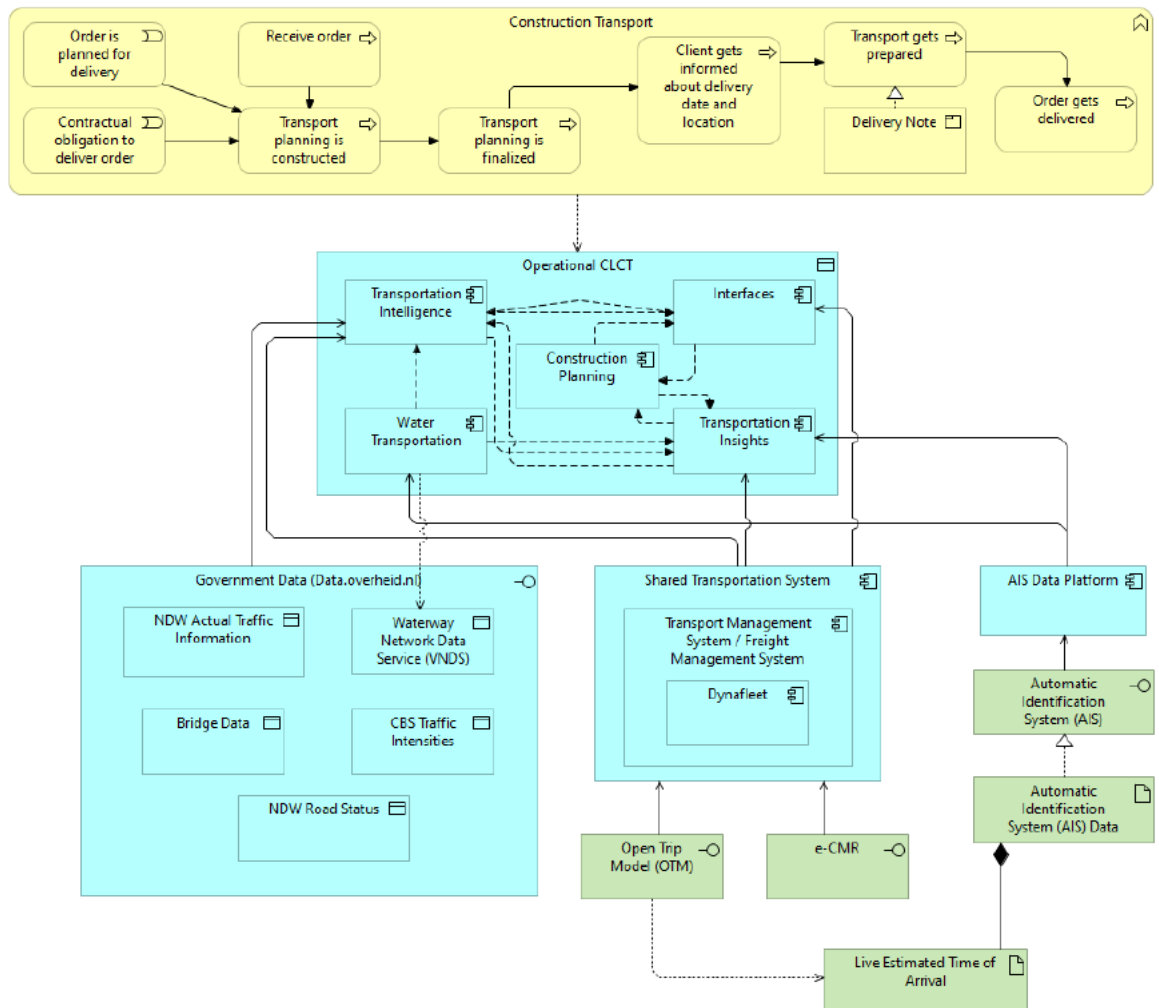 Construction Transport
Order is
planned for
delivery
Receive order
Client gets
informed
about delivery
date and
location
Transport gets
prepared
Contractual
obligation to
deliver order
Transport
planning is
constructed
Transport
planning is
finalized
Delivery Note
Order gets
delivered
Operational CLCT
Transportation
Intelligence
Interfaces
Construction
Planning
Water
Transportation
Transportation
Insights
Government Data (Data.overheid.nl)
NDW Actual Traffic
Information
Waterway
Network Data
Service (VNDS)
Bridge Data
CBS Traffic
Intensities
NDW Road Status
Shared Transportation System
Transport Management
System / Freight
Management System
Dynafleet
AIS Data Platform
Automatic
Identification
System (AIS)
Automatic
Identification
System (AIS) Data
Open Trip
Model (OTM)
e-CMR
Live Estimated Time of
Arrival